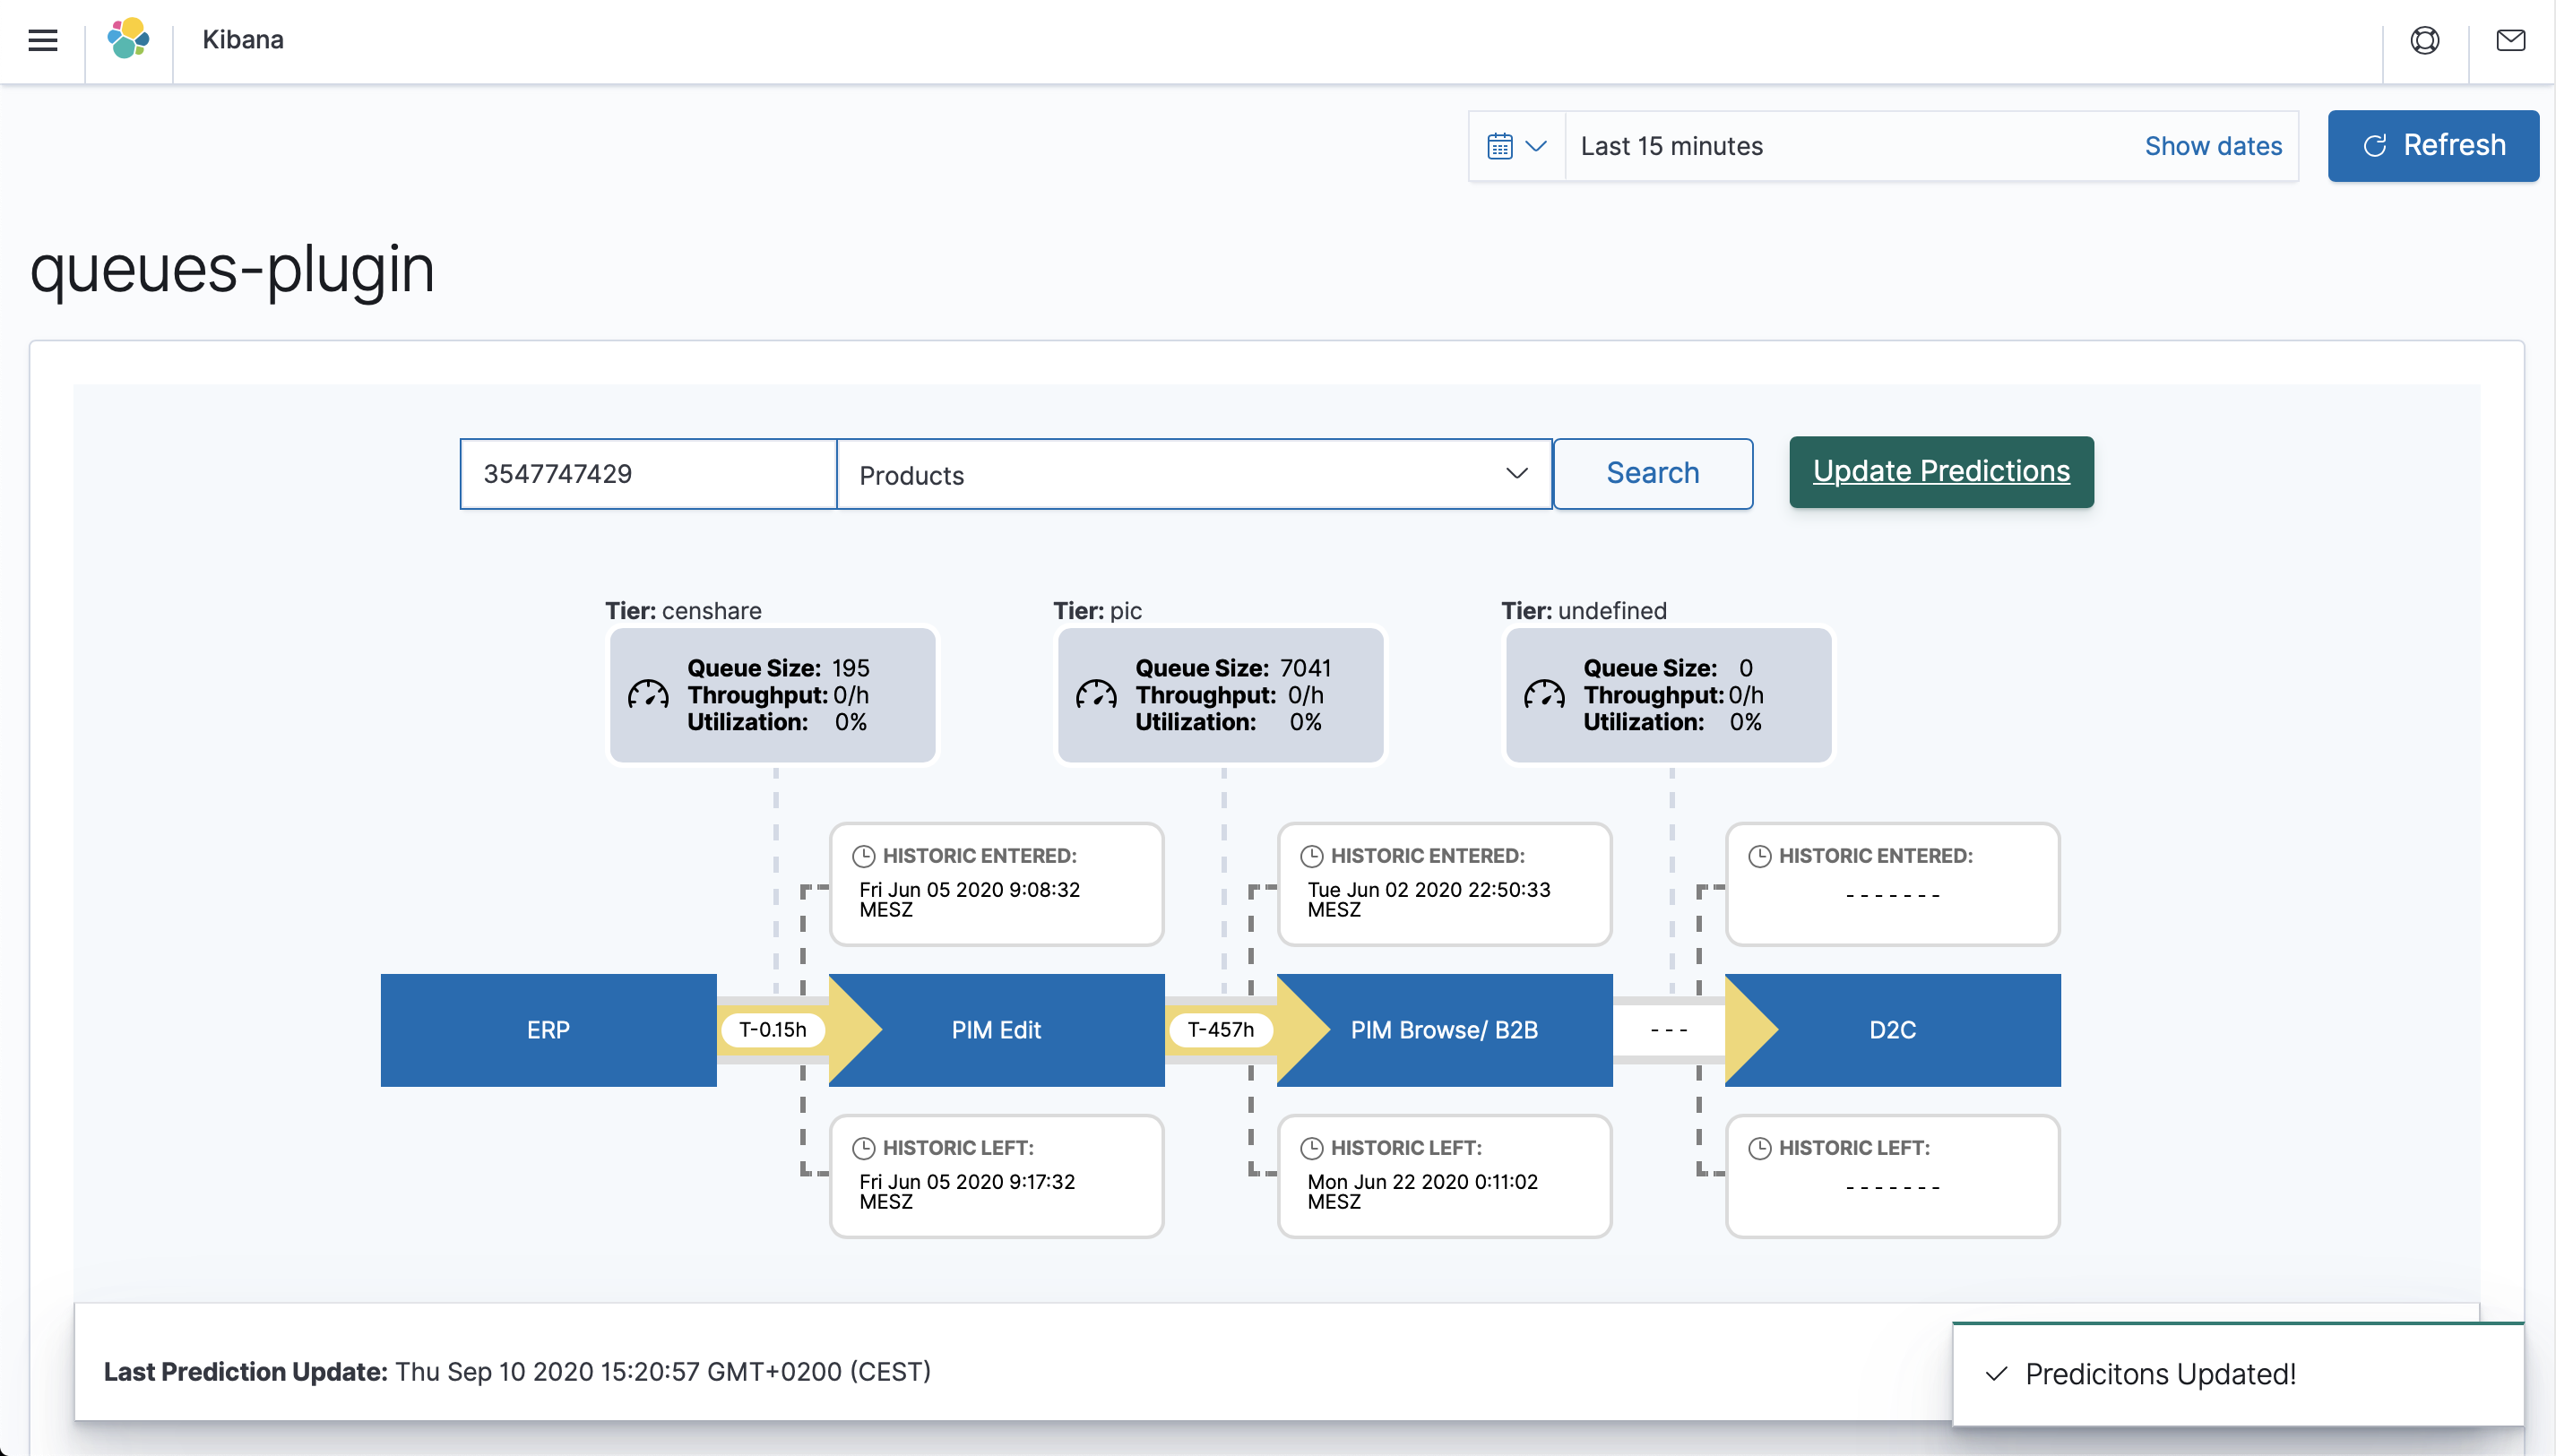 Kibana
Last 15 minutes
Show dates
Refresh
queues-plugin
3547747429
Products
Search
Update Predictions
Tier: censhare
Queue Size: 195
Throughput: 0/h
Utilization: 0%
Tier: pic
Queue Size: 7041
Throughput: 0/h
Utilization: 0%
Tier: undefined
Queue Size: 0
Throughput: 0/h
Utilization: 0%
HISTORIC ENTERED:
Fri Jun 05 2020 9:08:32
MESZ
HISTORIC ENTERED:
Tue Jun 02 2020 22:50:33
MESZ
HISTORIC ENTERED:
- - - - - - -
ERP
T-0.15h
PIM Edit
T-457h
PIM Browse/ B2B
- - -
D2C
HISTORIC LEFT:
Fri Jun 05 2020 9:17:32
MESZ
HISTORIC LEFT:
Mon Jun 22 2020 0:11:02
MESZ
HISTORIC LEFT:
- - - - - - -
Last Prediction Update: Thu Sep 10 2020 15:20:57 GMT+0200 (CEST)
Predicitons Updated!